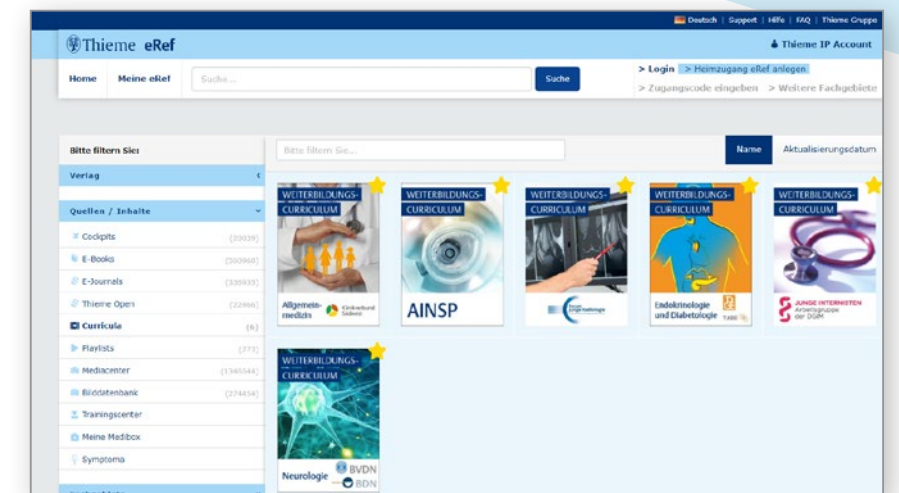 Deutsch | Support | Hilfe | FAQ | Thieme Gruppe
Thieme eRef
Thieme IP Account
Home Meine eRef Suche... Suche
> Login > Heimzugang eRef anlegen
> Zugangscode eingeben > Weitere Fachgebiete
Bitte filtern Sie:
Bitte filtern Sie...
Name Aktualisierungsdatum
Verlag
Quellen / Inhalte
Cockpits
E-Books
E-Journals
Thieme Open
Curricula (6)
Playlists (273)
Mediacenter
Bilddatenbank
Trainingscenter
Meine Medibox
Symptoma
WEITERBILDUNGS-
CURRICULUM
Allgemein-
medizin
WEITERBILDUNGS-
CURRICULUM
AINSP
WEITERBILDUNGS-
CURRICULUM
WEITERBILDUNGS-
CURRICULUM
Endokrinologie
und Diabetologie
WEITERBILDUNGS-
CURRICULUM
JUNGE INTERNISTEN
Arbeitsgruppe
der DGIM
WEITERBILDUNGS-
CURRICULUM
Neurologie
BVDN
BDN